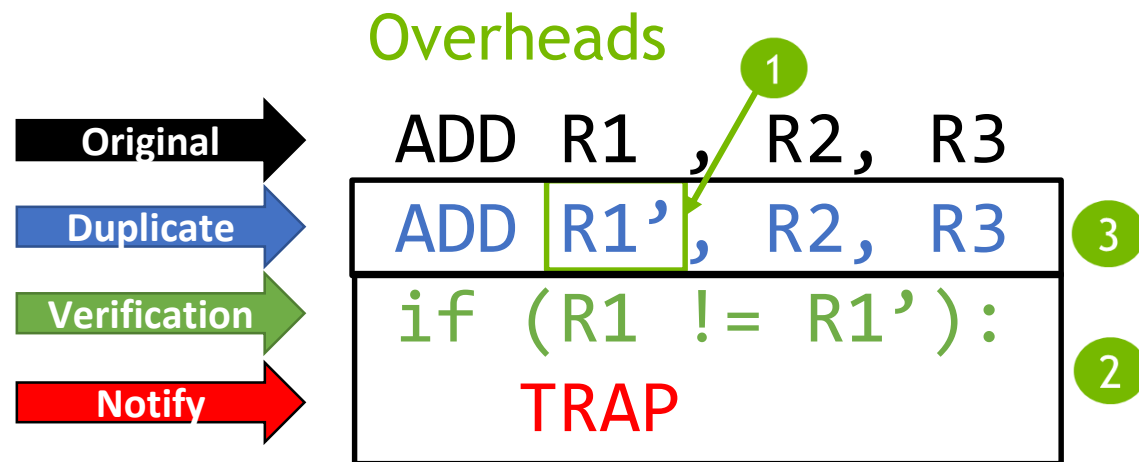 Overheads
1
Original ADD R1 , R2, R3
Duplicate ADD R1’, R2, R3 3
Verification if (R1 != R1’):
2
Notify TRAP